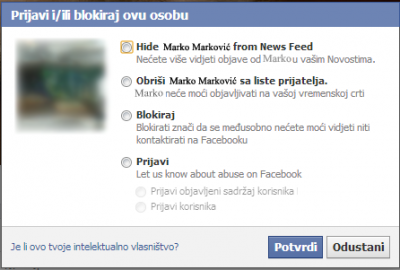 Prijavi i/ili blokiraj ovu osobu
Hide Marko Marković from News Feed
Nećete više vidjeti objave od Marko u vašim Novostima.
Obriši Marko Marković sa liste prijatelja.
Marko neće moći objavljivati na vašoj vremenskoj crti
Blokiraj
Blokirati znači da se međusobno nećete moći vidjeti niti
kontaktirati na Facebooku
Prijavi
Let us know about abuse on Facebook
Prijavi objavljeni sadržaj korisnika
Prijavi korisnika
Je li ovo tvoje intelektualno vlasništvo?
Potvrdi
Odustani